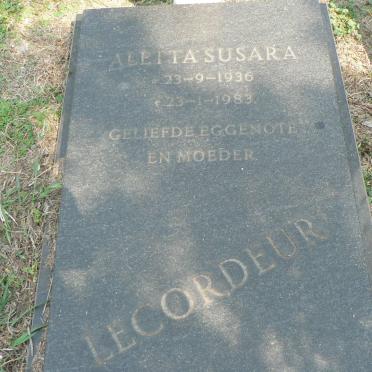 ALETTA SUSARA
* 23-9-1936
† 23-1-1983
GELIEFDE EGGENOTE
EN MOEDER
LECORDEUR